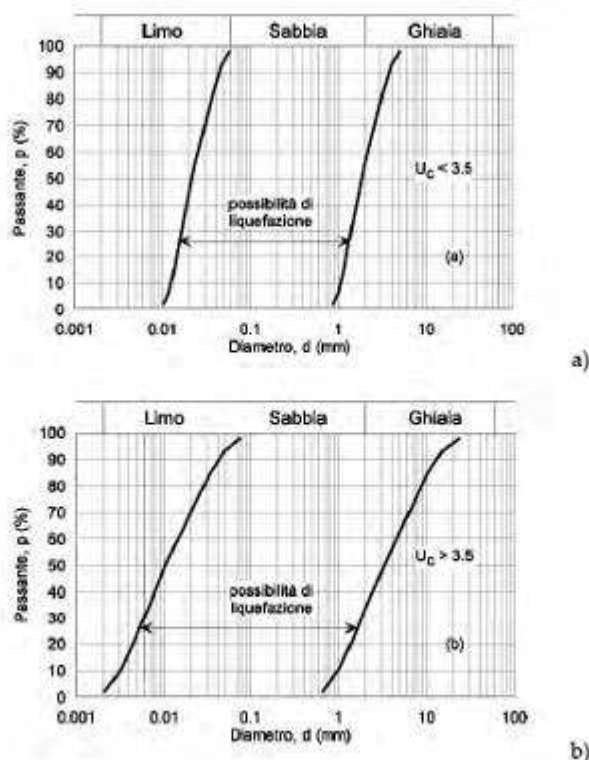 Limo Sabbia Ghiaia
100
90
80
70
60
50
40
30
20
10
0
Passante, p (%)
U_C < 3.5
possibilità di
liquefazione
(a)
0.001 0.01 0.1 1 10 100
Diametro, d (mm)
a)
Limo Sabbia Ghiaia
100
90
80
70
60
50
40
30
20
10
0
Passante, p (%)
U_C > 3.5
possibilità di
liquefazione
(b)
0.001 0.01 0.1 1 10 100
Diametro, d (mm)
b)